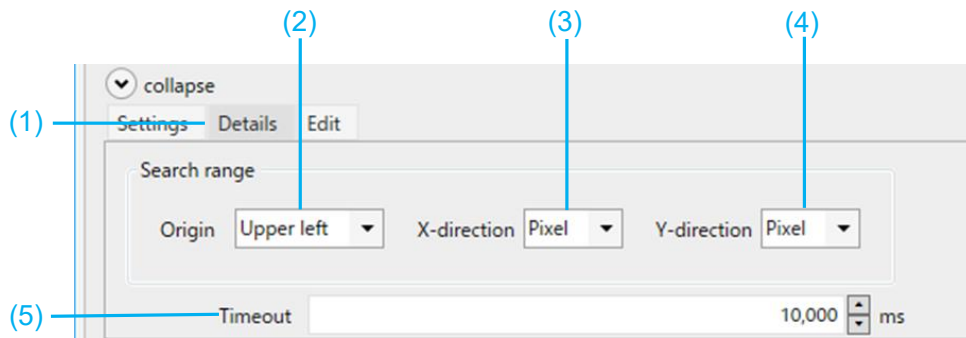 (2) (3) (4)
collapse
(1) Settings Details Edit
Search range
Origin Upper left X-direction Pixel Y-direction Pixel
(5) Timeout 10,000 ms